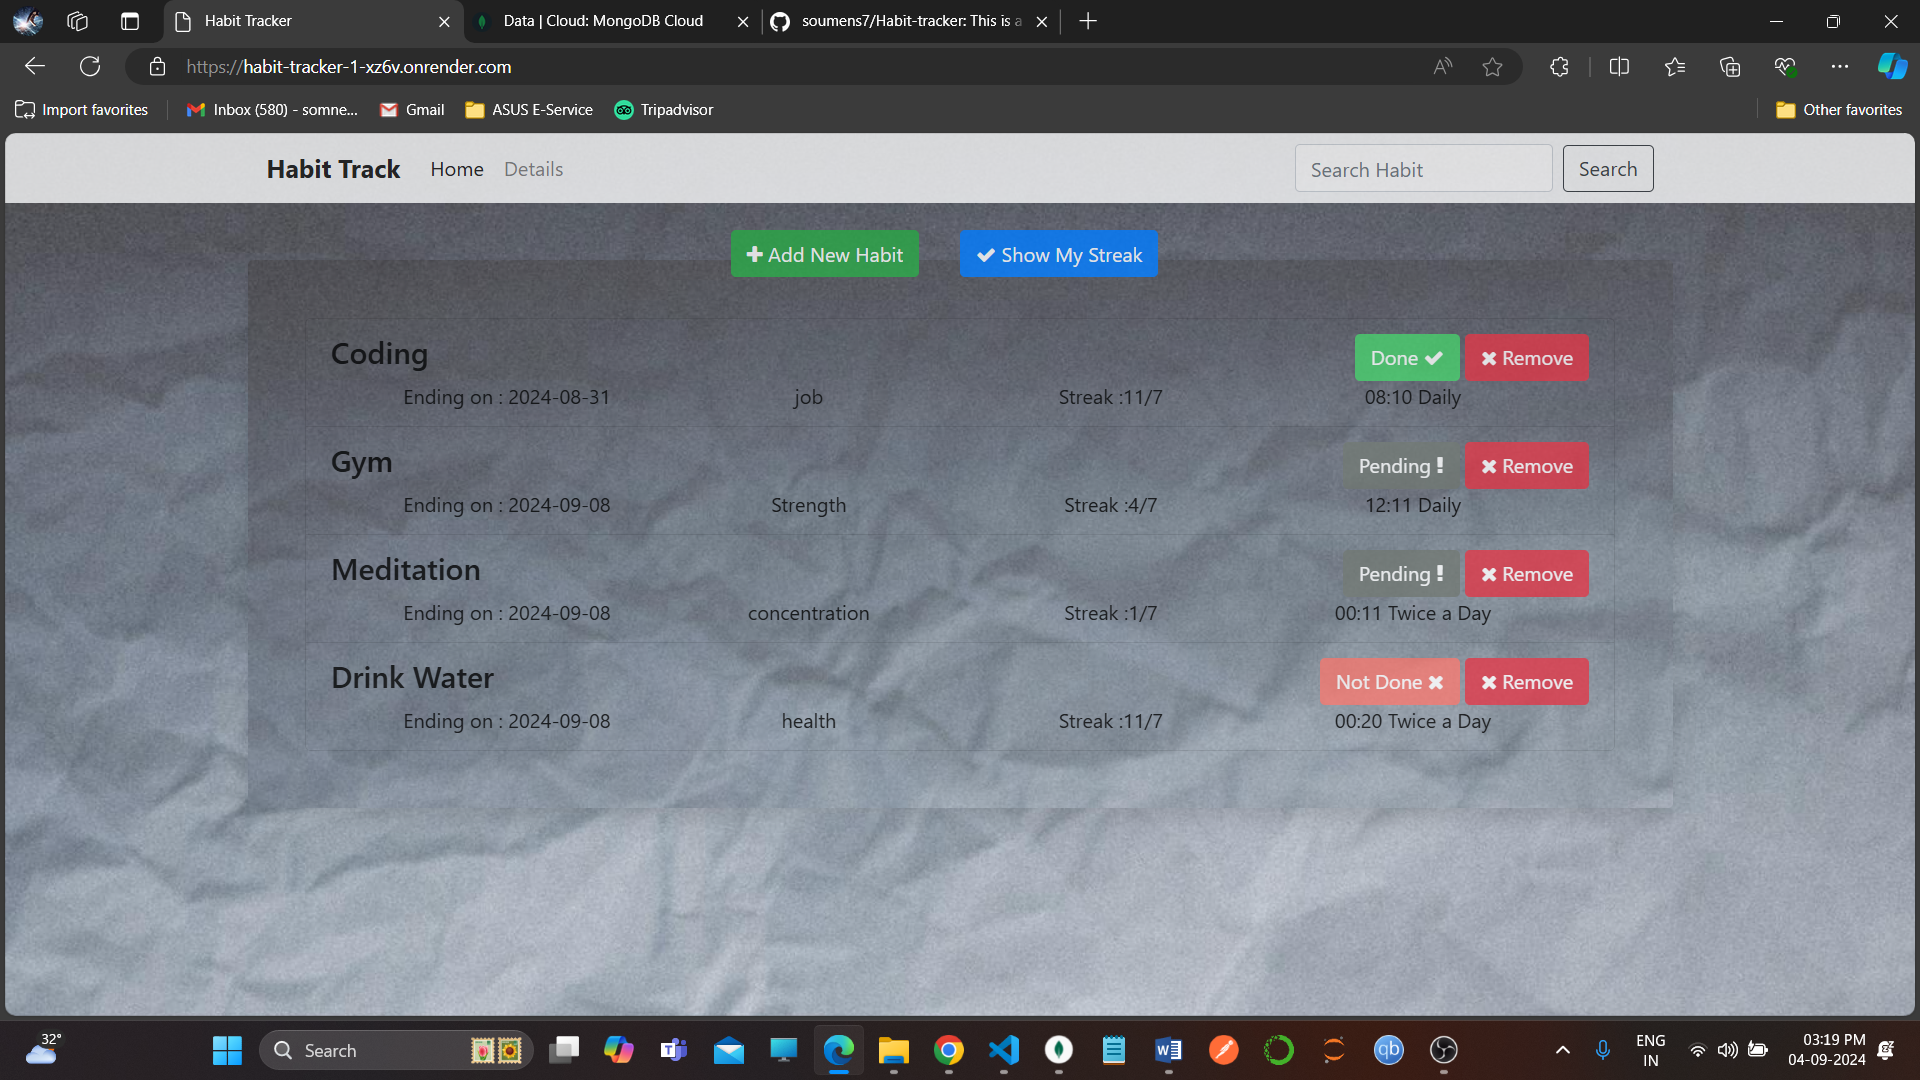 Habit Tracker
Data | Cloud: MongoDB Cloud
soumens7/Habit-tracker: This is a
https://habit-tracker-1-xz6v.onrender.com
Import favorites
Inbox (580) - somne...
Gmail
ASUS E-Service
Tripadvisor
Other favorites
Habit Track Home Details
Search Habit
Search
Add New Habit
Show My Streak
Coding
Done
Remove
Ending on : 2024-08-31 job Streak :11/7 08:10 Daily
Gym
Pending !
Remove
Ending on : 2024-09-08 Strength Streak :4/7 12:11 Daily
Meditation
Pending !
Remove
Ending on : 2024-09-08 concentration Streak :1/7 00:11 Twice a Day
Drink Water
Not Done
Remove
Ending on : 2024-09-08 health Streak :11/7 00:20 Twice a Day
32°
Search
qb
ENG
IN
03:19 PM
04-09-2024